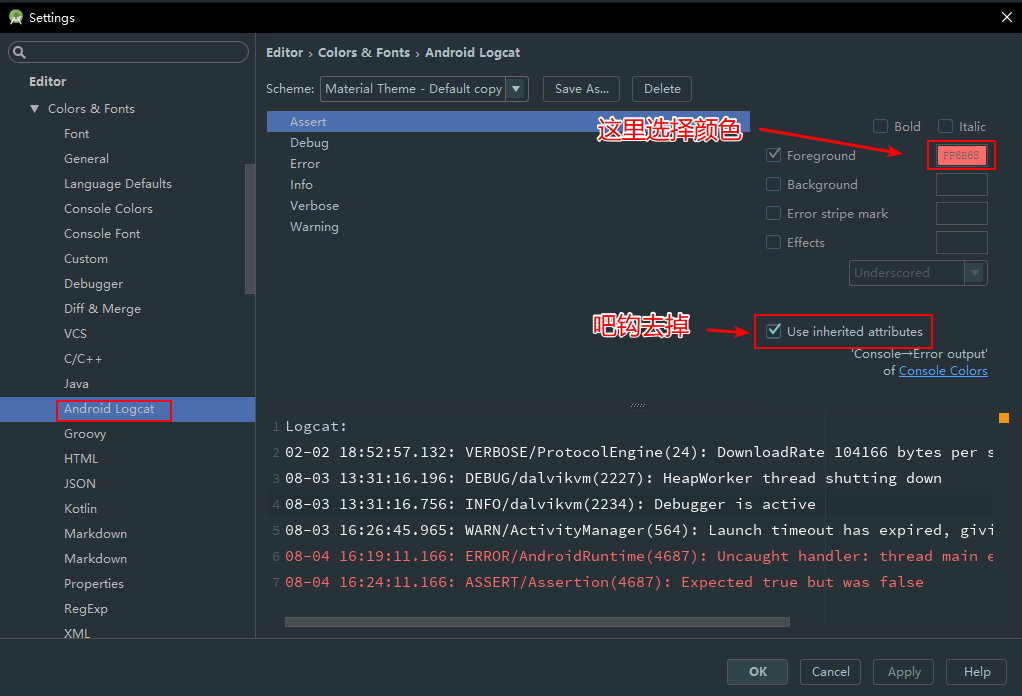 Settings
Editor
Colors & Fonts
Font
General
Language Defaults
Console Colors
Console Font
Custom
Debugger
Diff & Merge
VCS
C/C++
Java
Android Logcat
Groovy
HTML
JSON
Kotlin
Markdown
Markdown
Properties
RegExp
XML
Editor › Colors & Fonts › Android Logcat
Scheme: Material Theme - Default copy Save As... Delete
Assert
Debug
Error
Info
Verbose
Warning
这里选择颜色
Bold Italic
Foreground FF6B68
Background
Error stripe mark
Effects
Underscored
吧钩去掉
Use inherited attributes
'Console→Error output'
of Console Colors
1 Logcat:
2 02-02 18:52:57.132: VERBOSE/ProtocolEngine(24): DownloadRate 104166 bytes per s
3 08-03 13:31:16.196: DEBUG/dalvikvm(2227): HeapWorker thread shutting down
4 08-03 13:31:16.756: INFO/dalvikvm(2234): Debugger is active
5 08-03 16:26:45.965: WARN/ActivityManager(564): Launch timeout has expired, givi
6 08-04 16:19:11.166: ERROR/AndroidRuntime(4687): Uncaught handler: thread main e
7 08-04 16:24:11.166: ASSERT/Assertion(4687): Expected true but was false
OK Cancel Apply Help